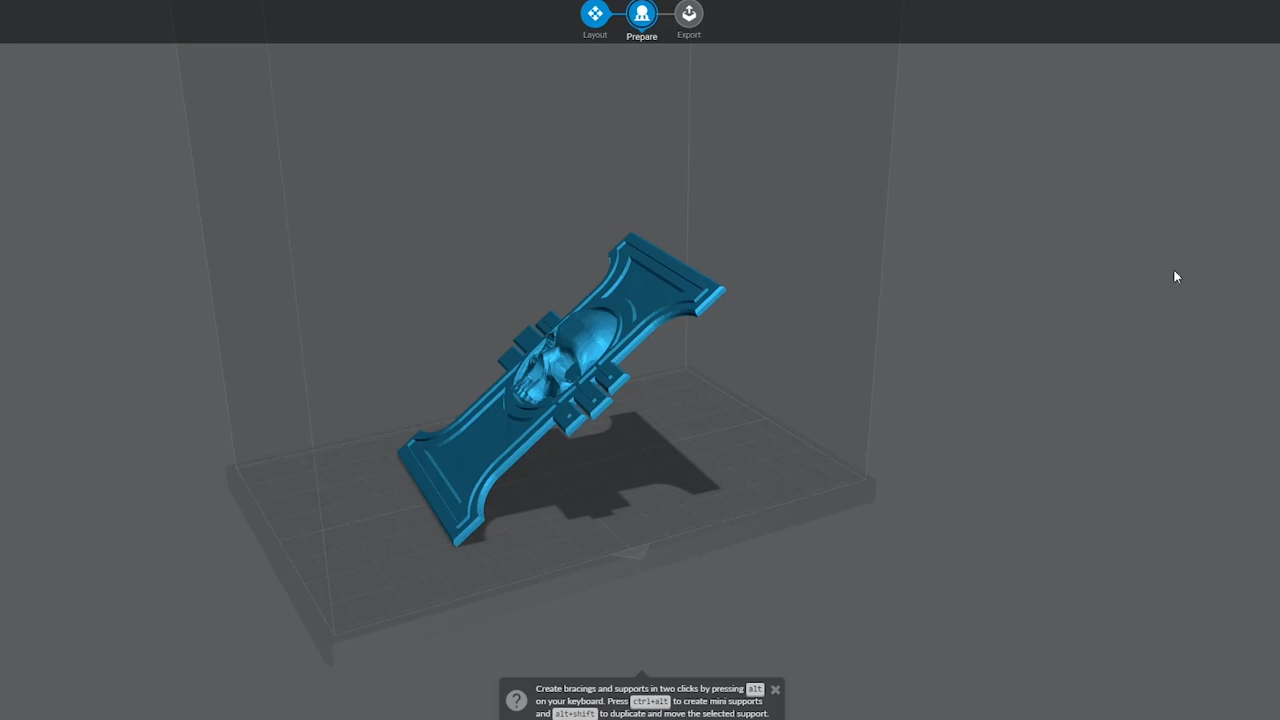 Layout Prepare Export
Create bracings and supports in two clicks by pressing alt
on your keyboard. Press ctrl+alt to create mini supports
and alt+shift to duplicate and move the selected support.